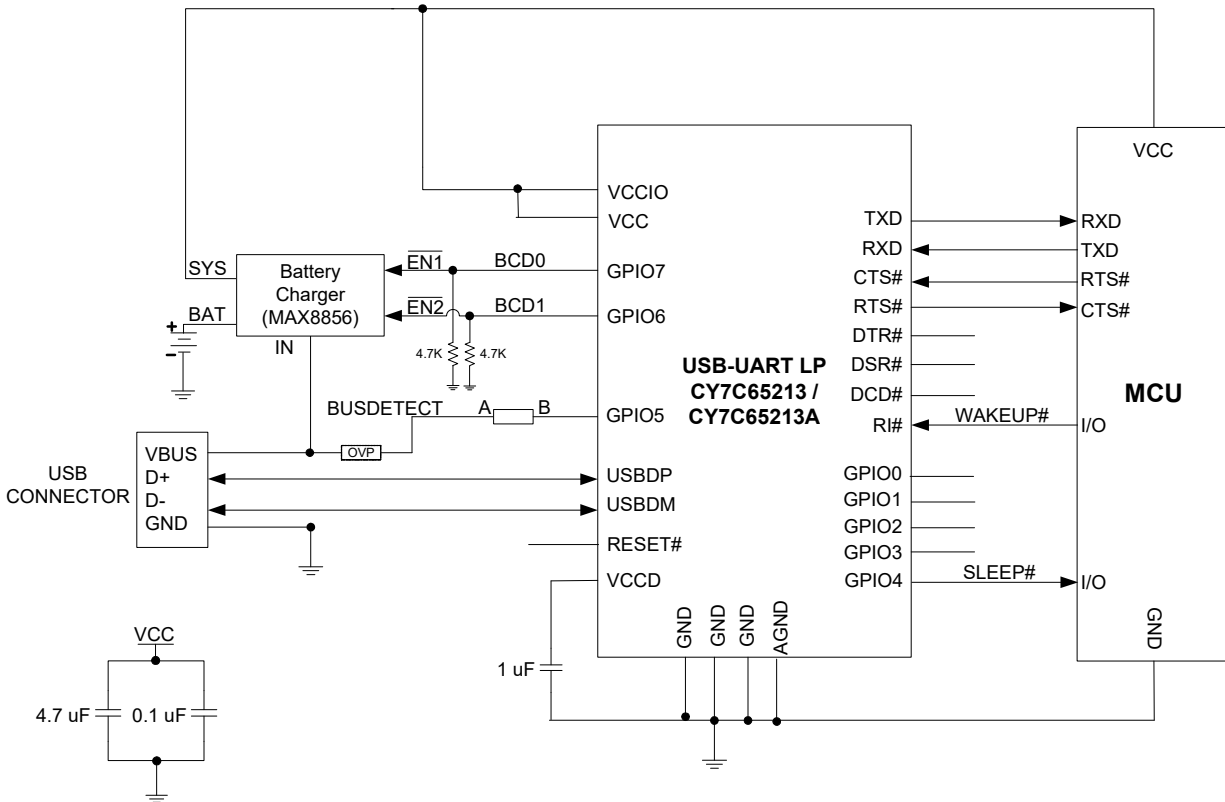 VCC
VCCIO
VCC
TXD
RXD
RXD
TXD
CTS#
RTS#
RTS#
CTS#
DTR#
DSR#
DCD#
RI#
WAKEUP#
I/O
GPIO0
GPIO1
GPIO2
GPIO3
GPIO4
SLEEP#
I/O
GND
MCU
USB-UART LP
CY7C65213 /
CY7C65213A
SYS
Battery
Charger
(MAX8856)
EN1
BCD0
GPIO7
BAT
EN2
BCD1
GPIO6
+
-
IN
4.7K
4.7K
BUSDETECT
A
B
GPIO5
OVP
USB
CONNECTOR
VBUS
D+
D-
GND
USBDP
USBDM
RESET#
VCCD
GND
GND
GND
AGND
1 uF
VCC
4.7 uF
0.1 uF